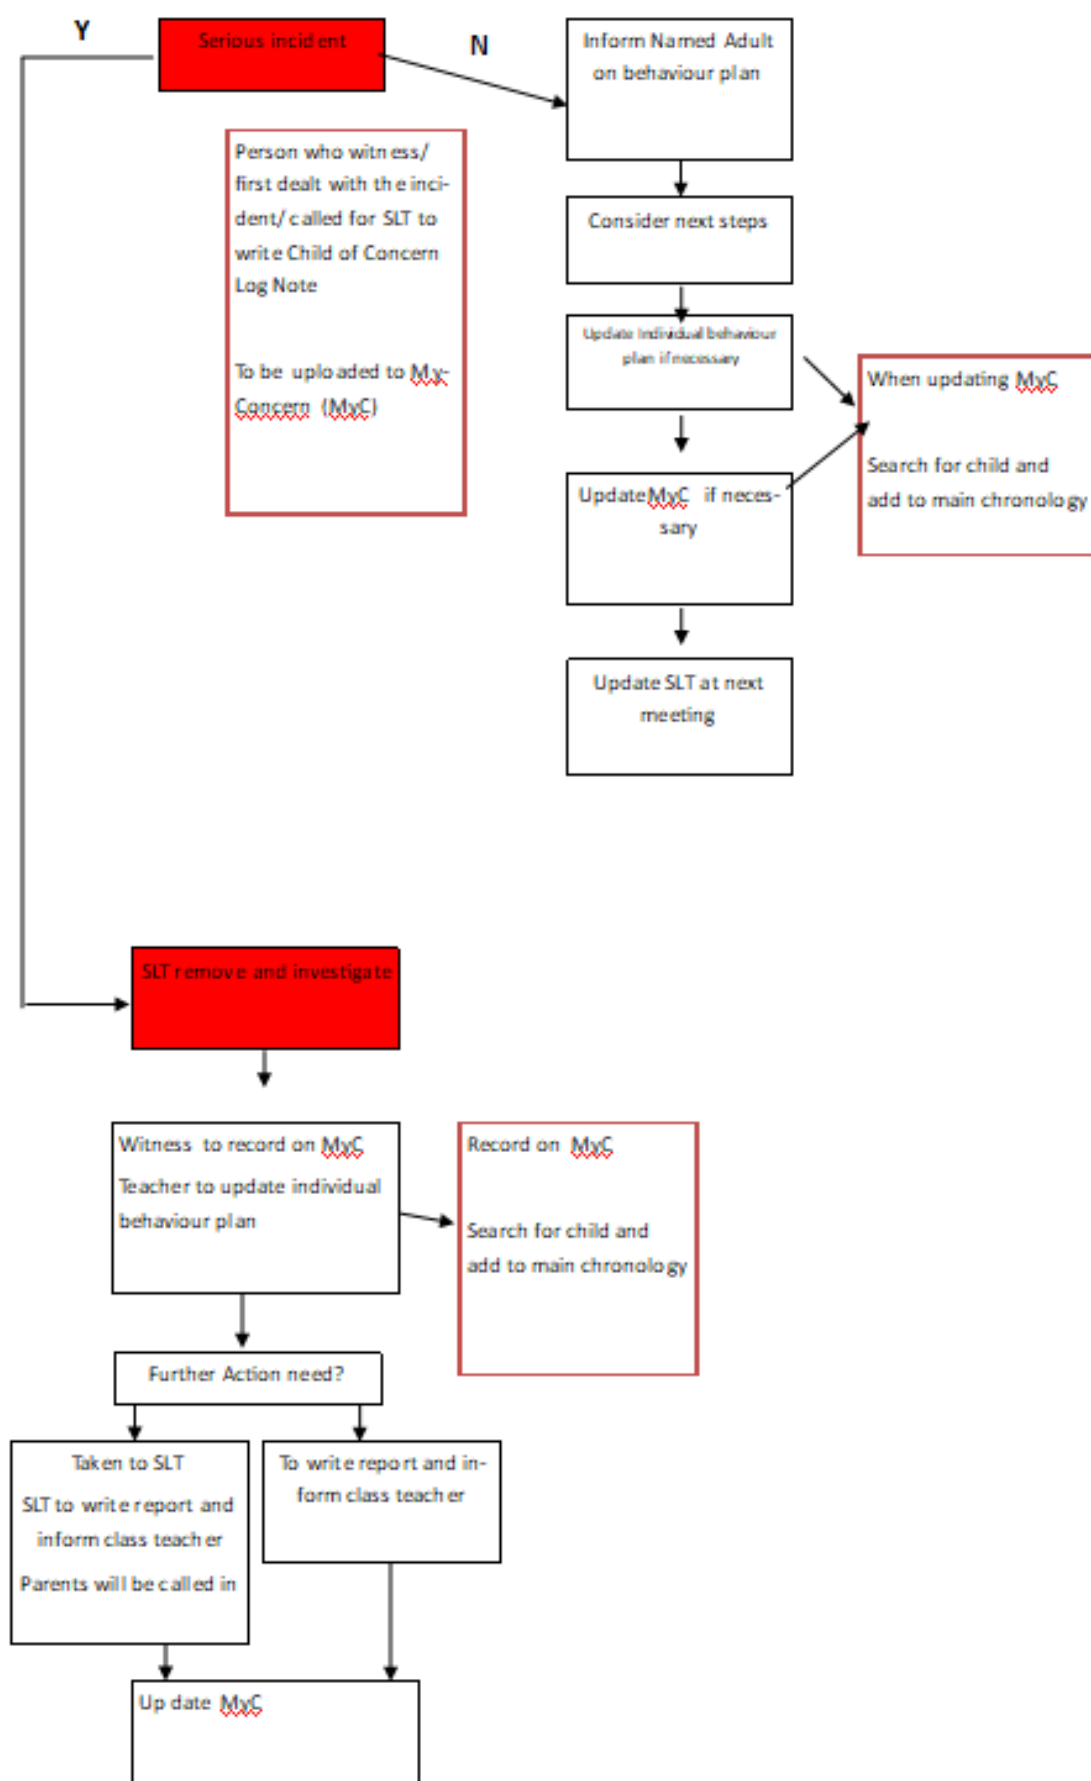 Y
Serious incident
N
Inform Named Adult
on behaviour plan
Person who witness/
first dealt with the inci-
dent/ called for SLT to
write Child of Concern
Log Note
To be uploaded to My-
Concern (MyC)
Consider next steps
Update Individual behaviour
plan if necessary
When updating MyC
Search for child and
add to main chronology
Update MyC if neces-
sary
Update SLT at next
meeting
SLT remove and investigate
Witness to record on MyC
Teacher to update individual
behaviour plan
Record on MyC
Search for child and
add to main chronology
Further Action need?
Taken to SLT
SLT to write report and
inform class teacher
Parents will be called in
To write report and in-
form class teacher
Up date MyC